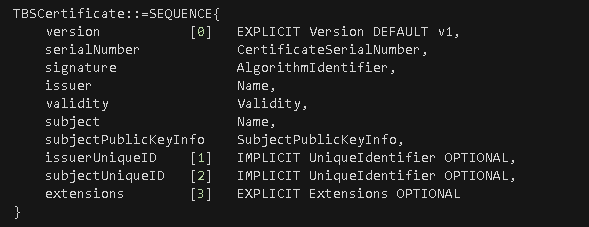 TBSCertificate::=SEQUENCE{
    version         [0]   EXPLICIT Version DEFAULT v1,
    serialNumber          CertificateSerialNumber,
    signature             AlgorithmIdentifier,
    issuer                Name,
    validity              Validity,
    subject               Name,
    subjectPublicKeyInfo  SubjectPublicKeyInfo,
    issuerUniqueID  [1]   IMPLICIT UniqueIdentifier OPTIONAL,
    subjectUniqueID [2]   IMPLICIT UniqueIdentifier OPTIONAL,
    extensions      [3]   EXPLICIT Extensions OPTIONAL
}